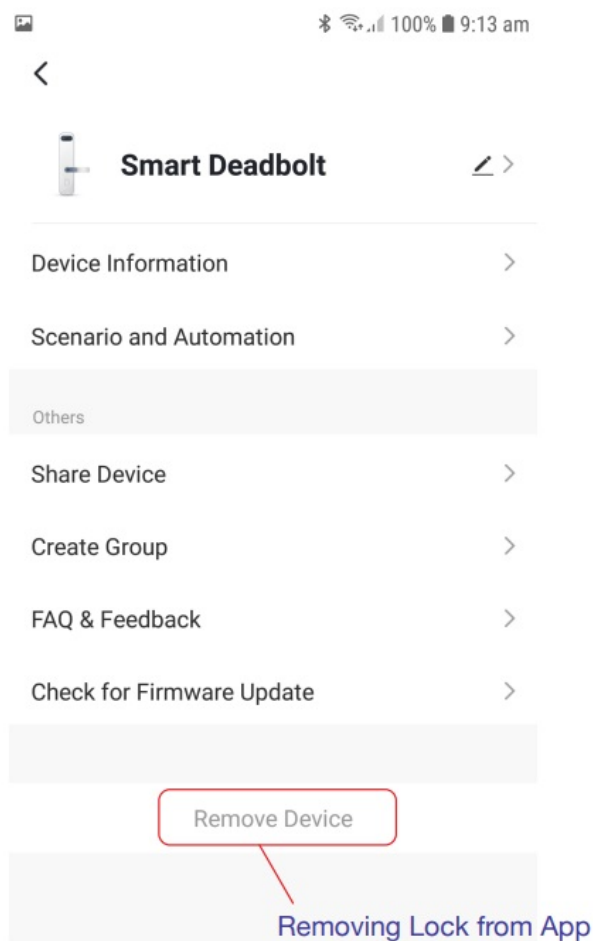 100% 9:13 am
Smart Deadbolt
Device Information
Scenario and Automation
Others
Share Device
Create Group
FAQ & Feedback
Check for Firmware Update
Remove Device
Removing Lock from App